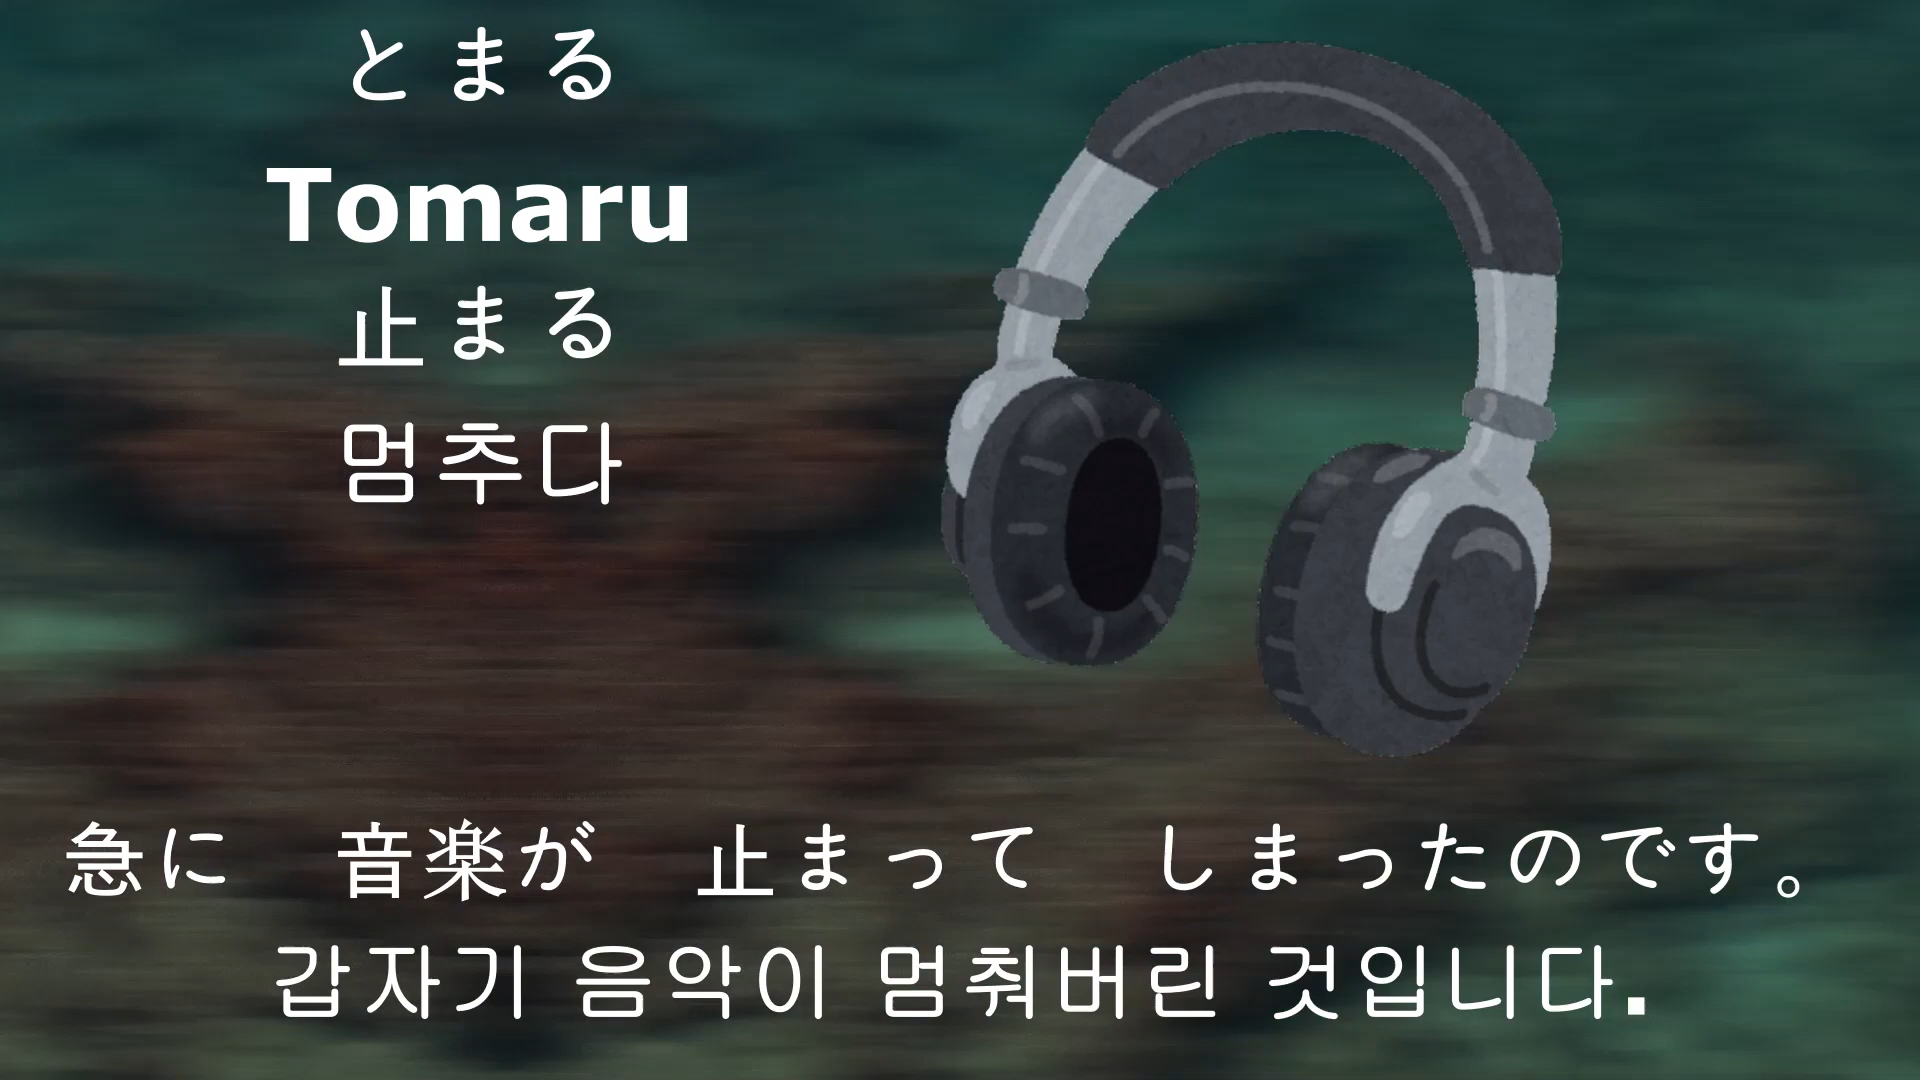 とまる
Tomaru
止まる
멈추다
急に　音楽が　止まって　しまったのです。
갑자기 음악이 멈춰버린 것입니다.